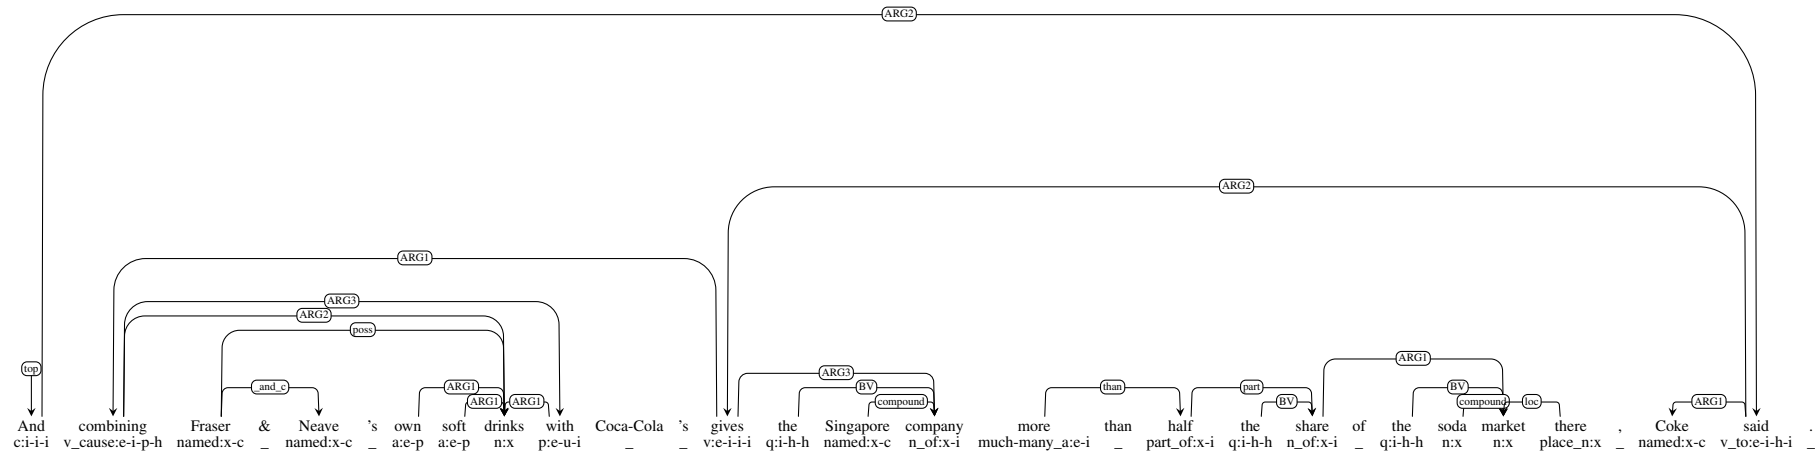 ARG2
ARG2
ARG1
ARG3
ARG2
poss
ARG1
top
ARG3
_and_c ARG1 BV than part BV
ARG1 ARG1 compound BV compound loc ARG1
And combining Fraser & Neave 's own soft drinks with Coca-Cola 's gives the Singapore company more than half the share of the soda market there , Coke said .
c:i-i-i v_cause:e-i-p-h named:x-c _ named:x-c _ a:e-p a:e-p n:x p:e-u-i _ _ v:e-i-i-i q:i-h-h named:x-c n_of:x-i much-many_a:e-i _ part_of:x-i q:i-h-h n_of:x-i _ q:i-h-h n:x n:x place_n:x _ named:x-c v_to:e-i-h-i _